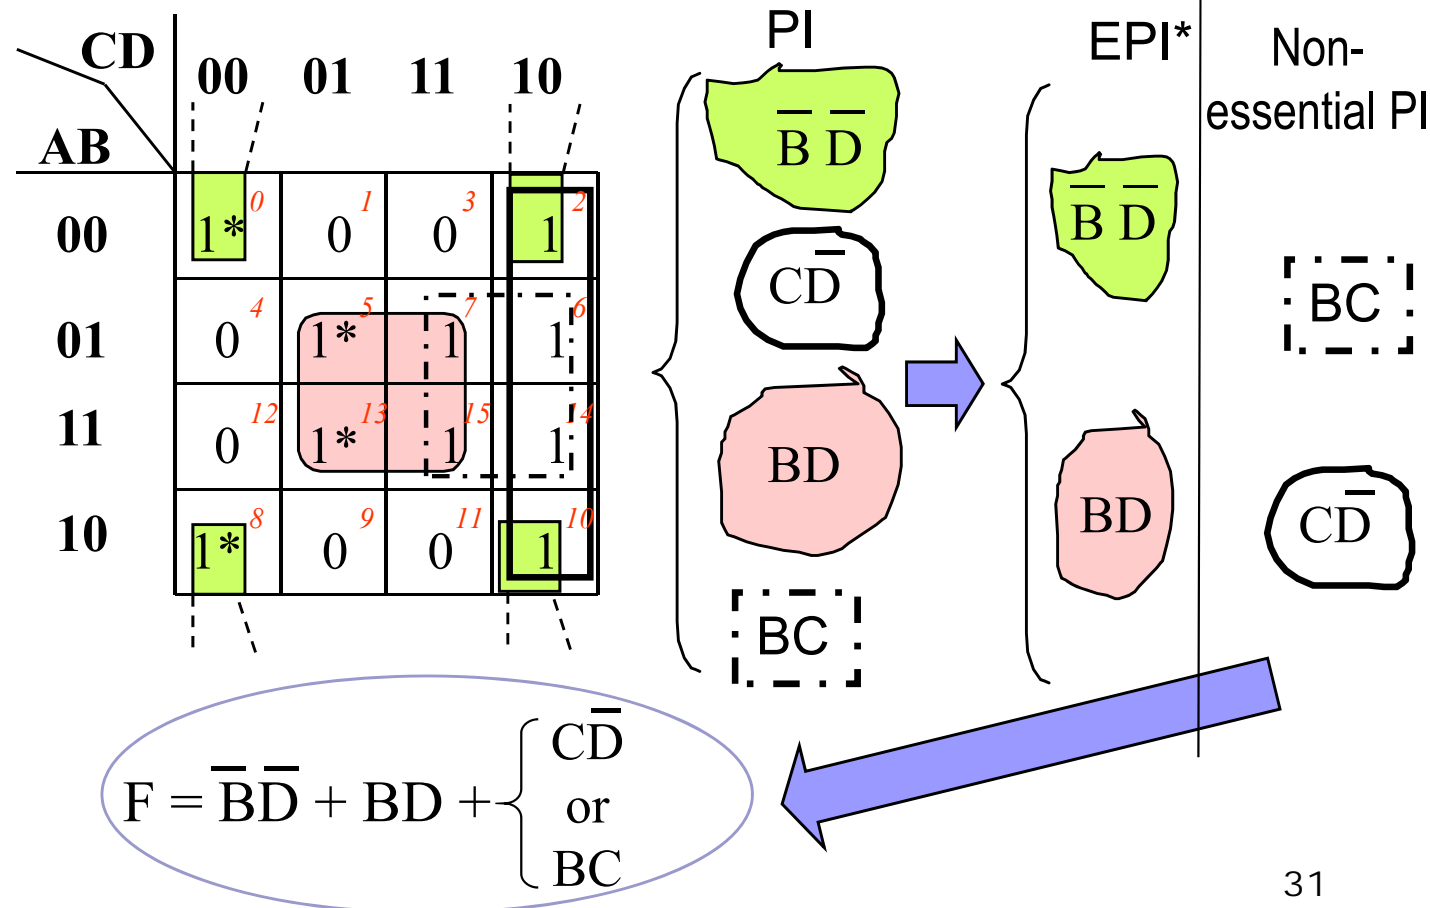 CD
00 01 11 10
AB
00 1* 0 0 0 1 0 3 1 2
01 0 4 1* 5 1 7 1 6
11 0 12 1* 13 1 15 1 14
10 1* 8 0 9 0 11 1 10
PI
B̅ D̅
CD̅
BD
BC
EPI*
B̅ D̅
BD
Non-
essential PI
BC
CD̅
F = B̅D̅ + BD + { CD̅
or
BC
31